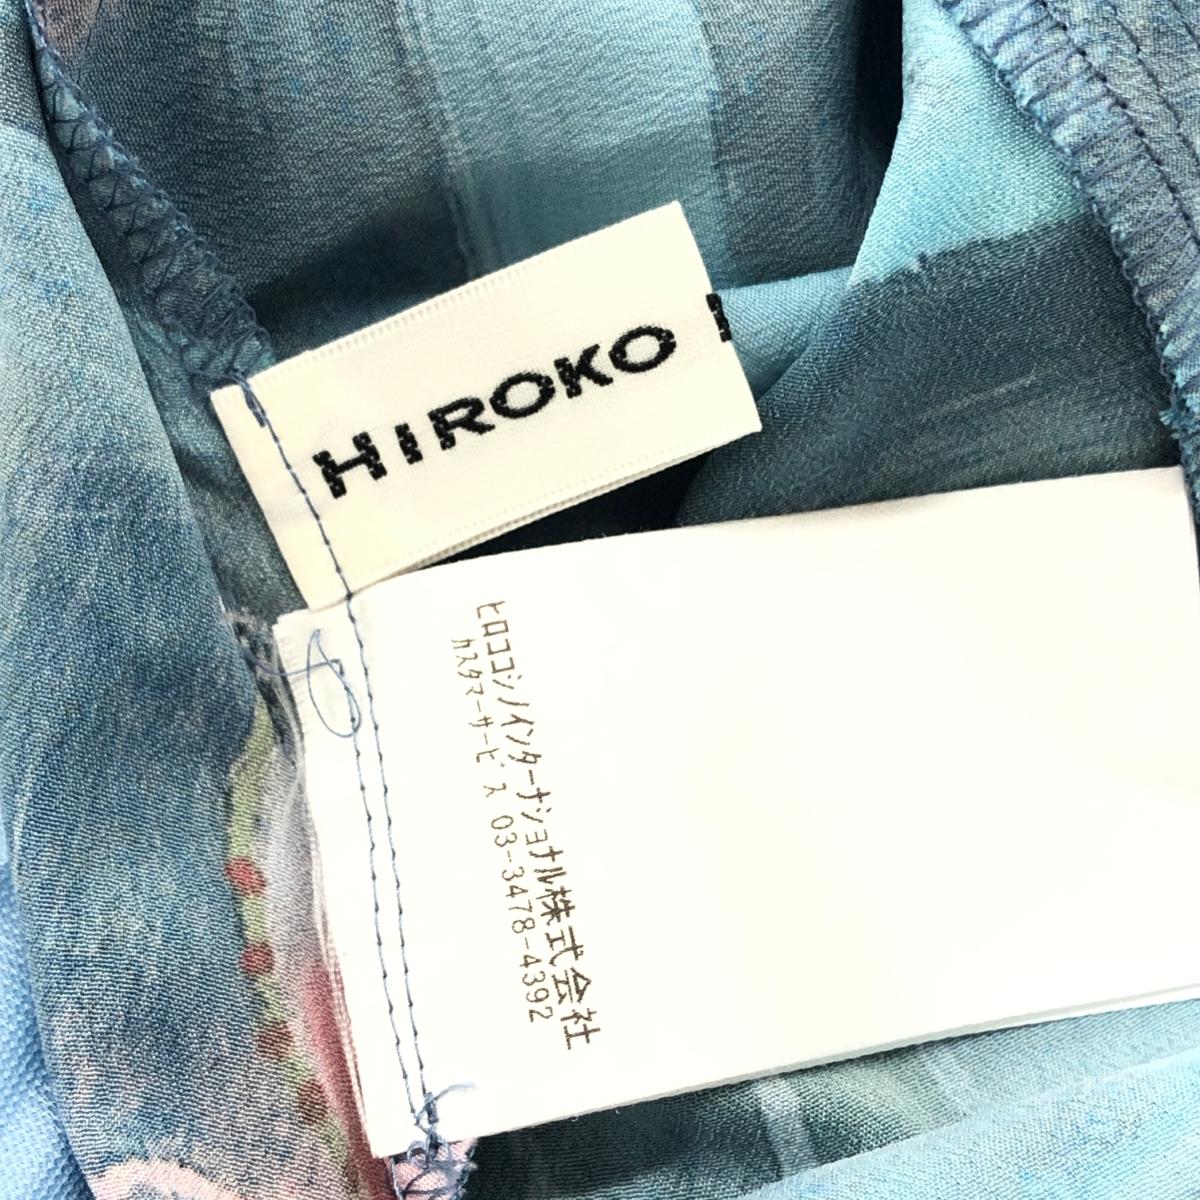 HIROKO
ヒロココシノインターナショナル株式会社
カスタマーサービス 03-3478-4392